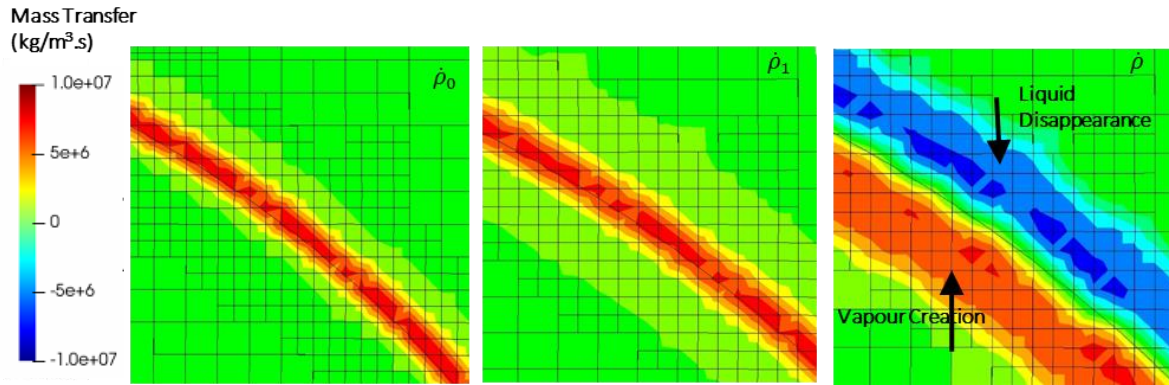 Mass Transfer
(kg/m³.s)
1.0e+07
5e+6
0
-5e+6
-1.0e+07
ρ̇₀
ρ̇₁
ρ̇
Liquid
Disappearance
Vapour Creation